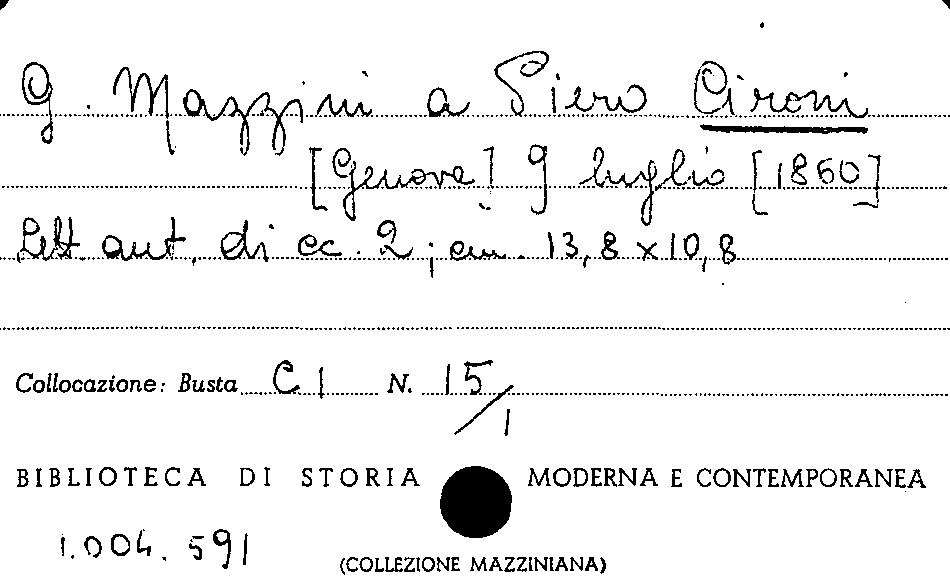 G. Mazzini a Piero Cironi
[Genova] 9 luglio [1860]
Lett. aut. di cc. 2; cm. 13,8 x 10,8
Collocazione: Busta C I N. 15/1
BIBLIOTECA DI STORIA MODERNA E CONTEMPORANEA
1.004.591
(COLLEZIONE MAZZINIANA)